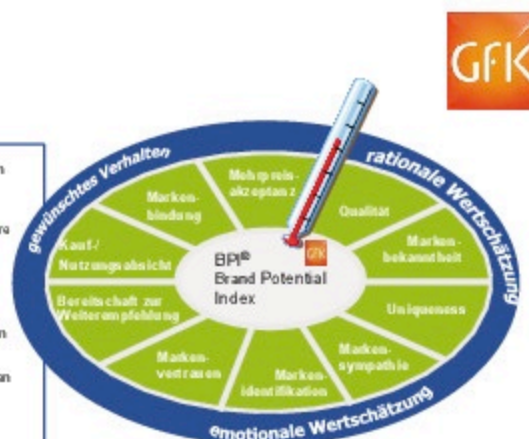 GfK
gewünschtes Verhalten
rationale Wertschätzung
emotionale Wertschätzung
Mehrpreis-
akzeptanz
Qualität
Marken-
bekanntheit
Uniqueness
Marken-
sympathie
Marken-
identifikation
Marken-
vertrauen
Bereitschaft zur
Weiterempfehlung
Kauf-/
Nutzungsabsicht
Marken-
bindung
GfK
BPI®
Brand Potential
Index